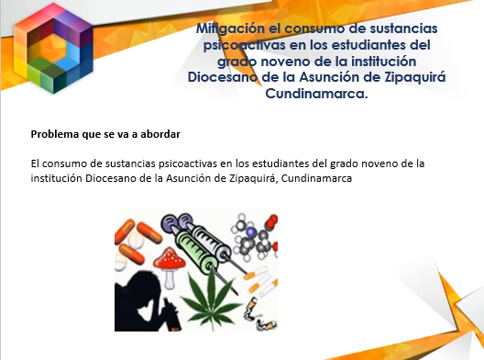 Mitigación el consumo de sustancias
psicoactivas en los estudiantes del
grado noveno de la institución
Diocesano de la Asunción de Zipaquirá
Cundinamarca.
Problema que se va a abordar
El consumo de sustancias psicoactivas en los estudiantes del grado noveno de la
institución Diocesano de la Asunción de Zipaquirá, Cundinamarca